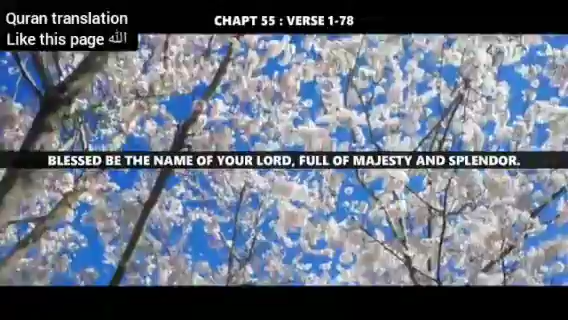 Quran translation
Like this page الله
CHAPT 55 : VERSE 1-78
BLESSED BE THE NAME OF YOUR LORD, FULL OF MAJESTY AND SPLENDOR.